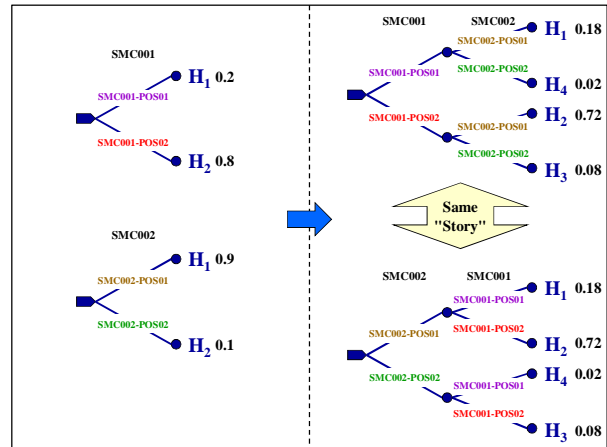 SMC001
H1 0.2
SMC001-POS01
SMC001-POS02
H2 0.8
SMC002
H1 0.9
SMC002-POS01
SMC002-POS02
H2 0.1
SMC001 SMC002
H1 0.18
SMC002-POS01
SMC001-POS01
SMC002-POS02
H4 0.02
H2 0.72
SMC001-POS02
SMC002-POS01
SMC002-POS02
H3 0.08
Same
"Story"
SMC002 SMC001
H1 0.18
SMC001-POS01
SMC002-POS01
SMC001-POS02
H2 0.72
SMC002-POS02
H4 0.02
SMC001-POS01
SMC001-POS02
H3 0.08